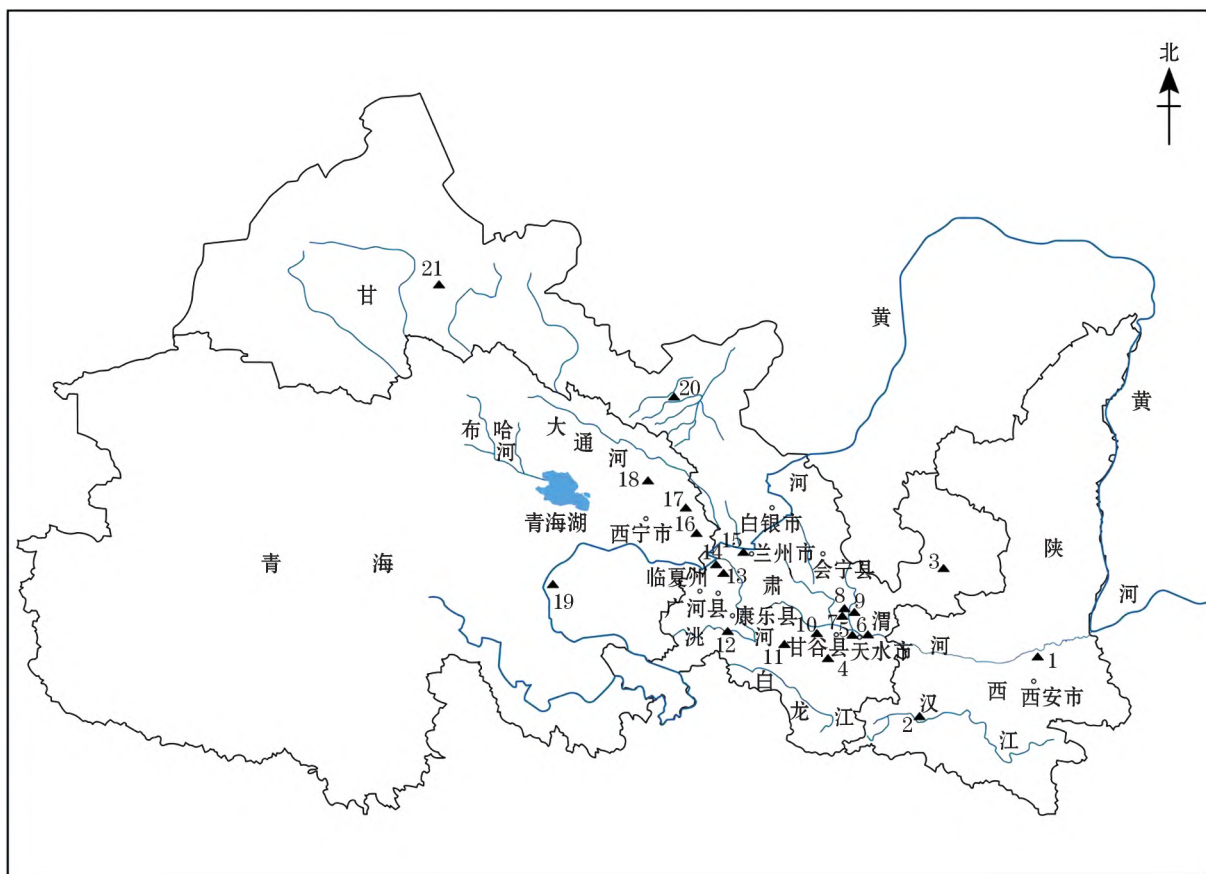 北
21
甘
黄
黄
20
布
哈
河
大
通
河
18
17
16
青海湖
西宁市
白银市
河
15
兰州市
14
临夏州
13
会宁县
肃
陕
3
河
青
海
19
广河县
康乐县
8
9
7
渭
10
5
6
洮
12
河
11
甘谷县
天水市
河
4
1
白
龙
江
西
西安市
汉
2
江